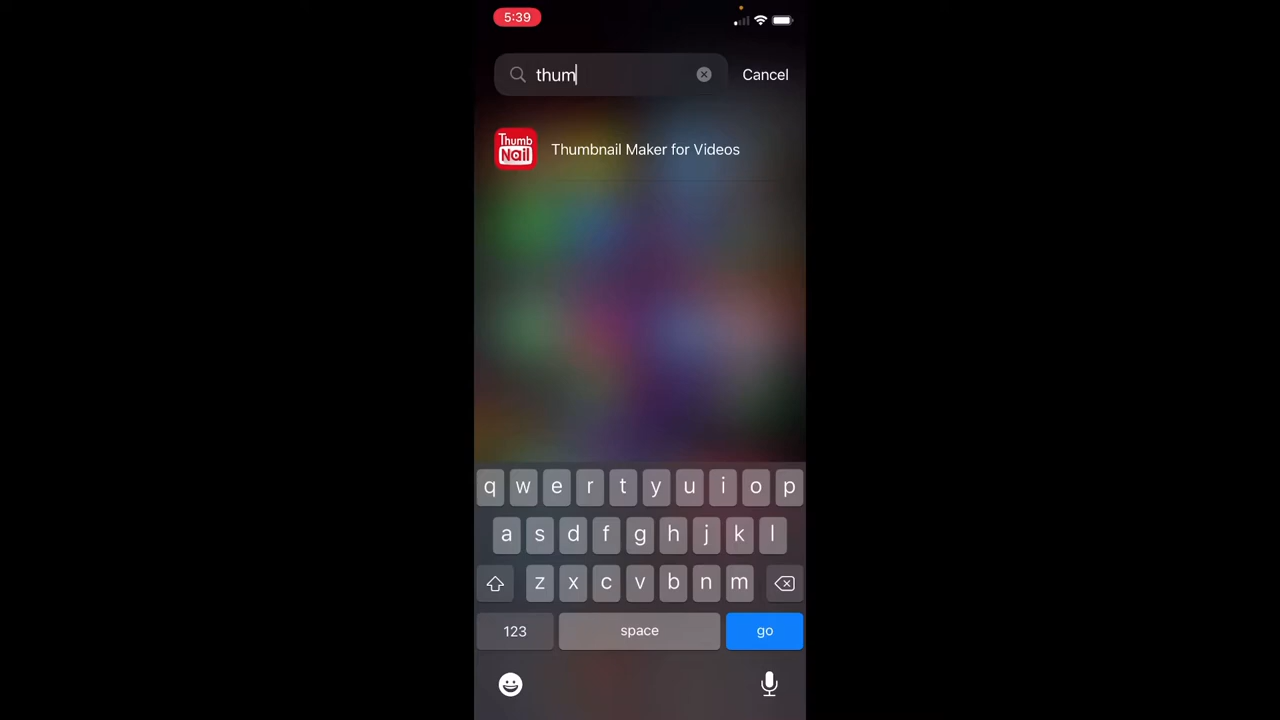 5:39
thum
Cancel
Thumb
Nail
Thumbnail Maker for Videos
q w e r t y u i o p
a s d f g h j k l
z x c v b n m
123 space go